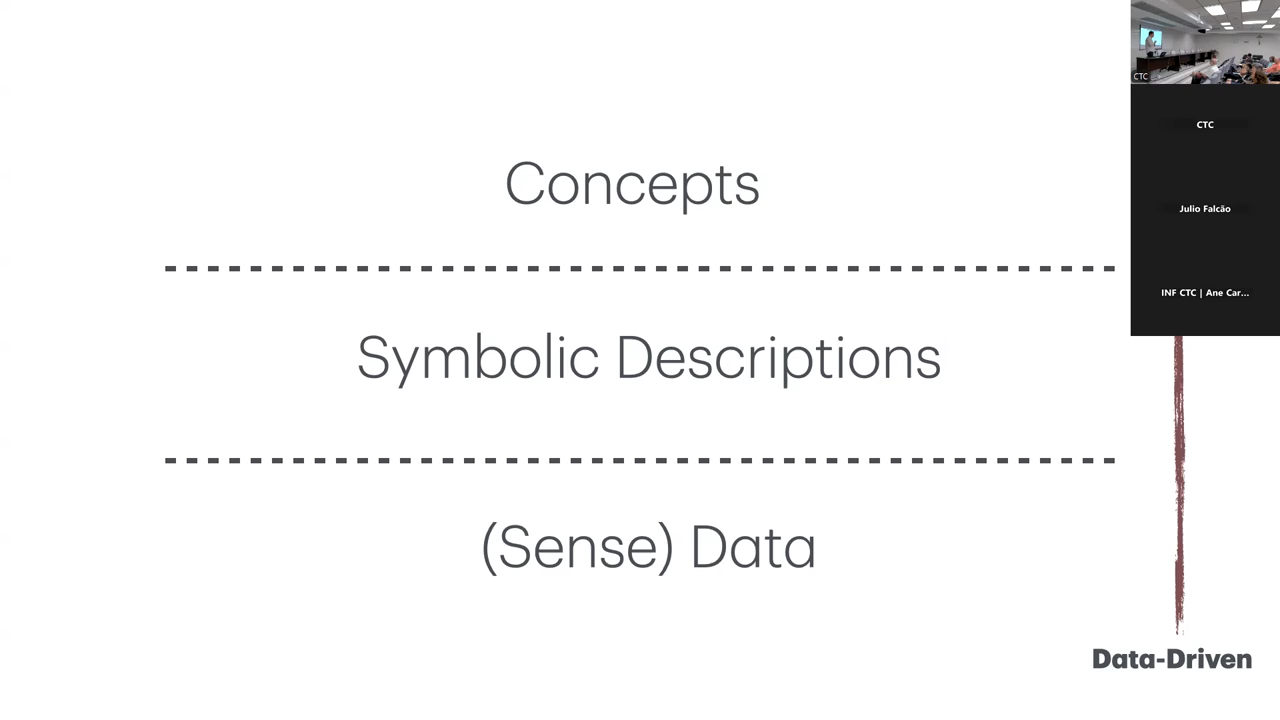 CTC
CTC
Concepts
Julio Falcão
INF CTC | Ane Car...
Symbolic Descriptions
(Sense) Data
Data-Driven